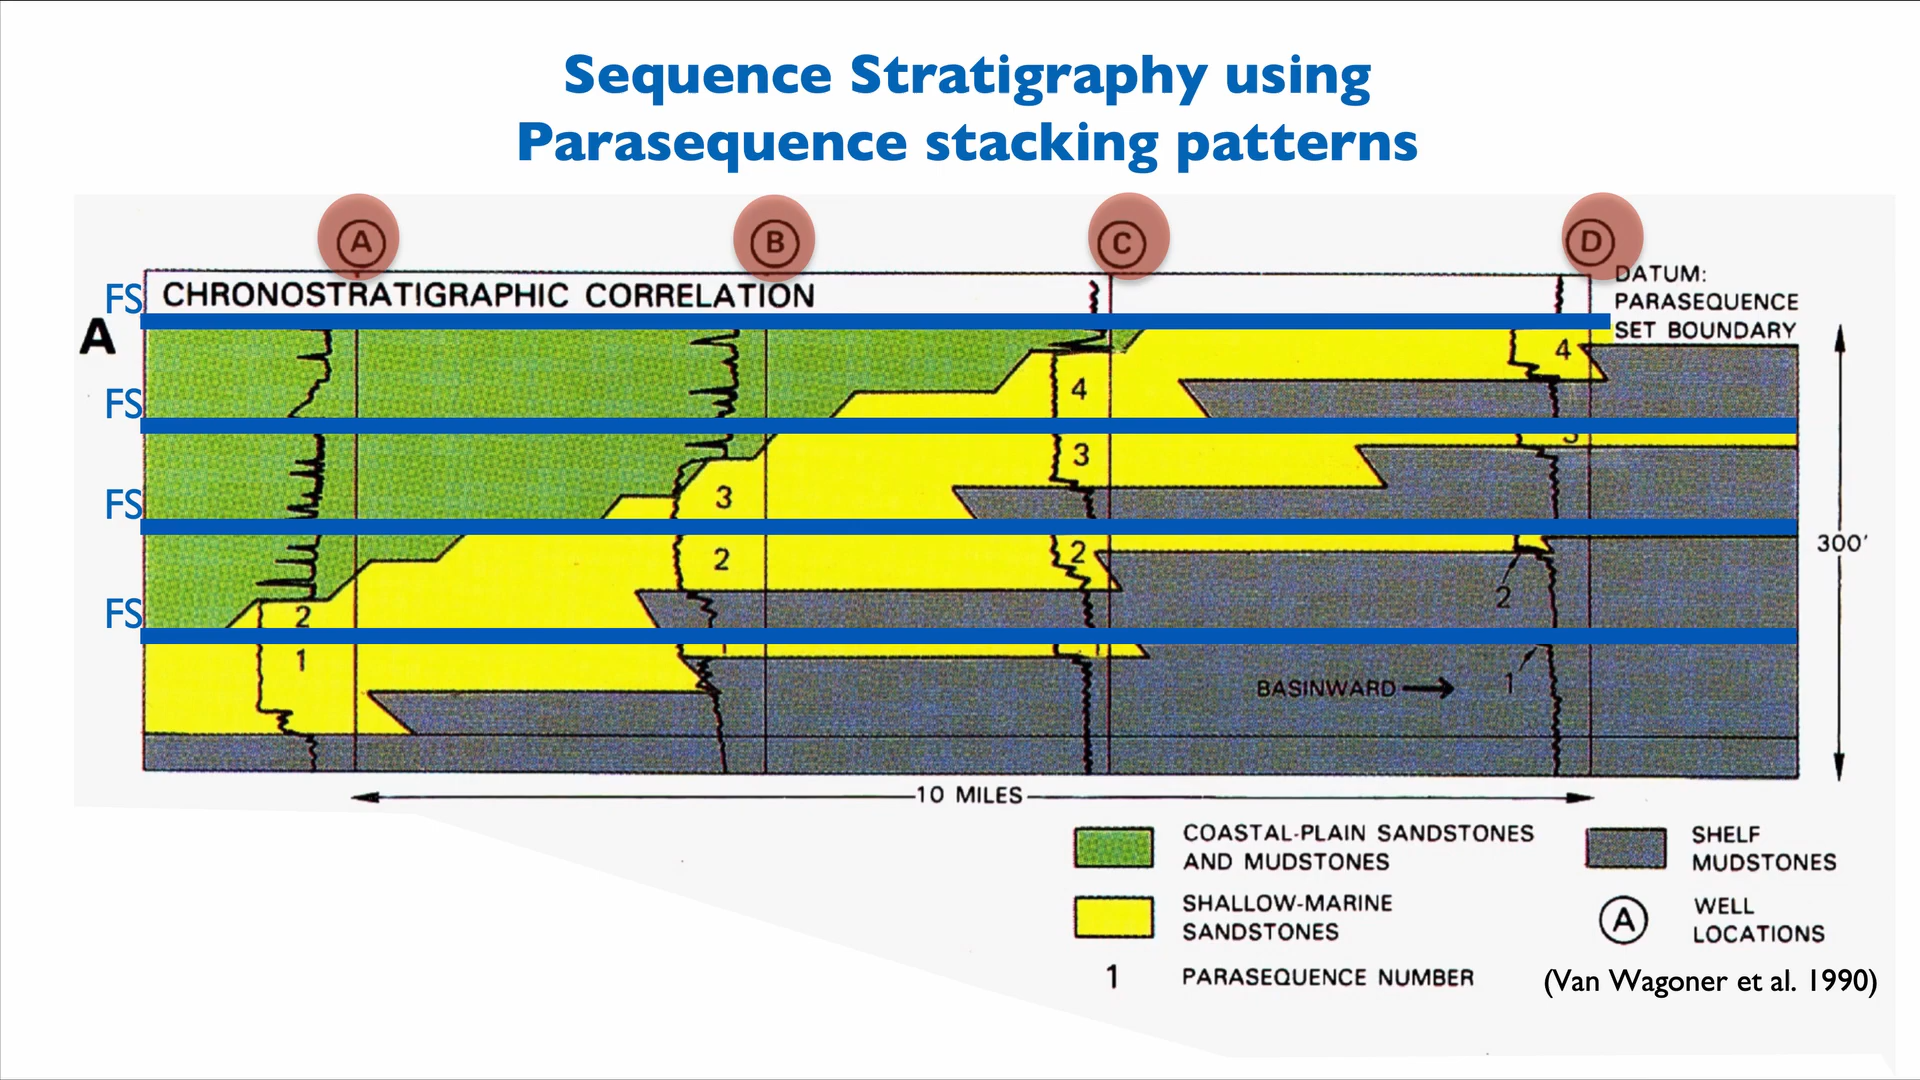 Sequence Stratigraphy using
Parasequence stacking patterns
A B C D
DATUM:
PARASEQUENCE
SET BOUNDARY
FS CHRONOSTRATIGRAPHIC CORRELATION
A
4
4
FS
3
3
3
FS
2
2
2
2
FS
1
1
BASINWARD
300'
10 MILES
COASTAL-PLAIN SANDSTONES
AND MUDSTONES
SHELF
MUDSTONES
SHALLOW-MARINE
SANDSTONES
A
WELL
LOCATIONS
1 PARASEQUENCE NUMBER
(Van Wagoner et al. 1990)